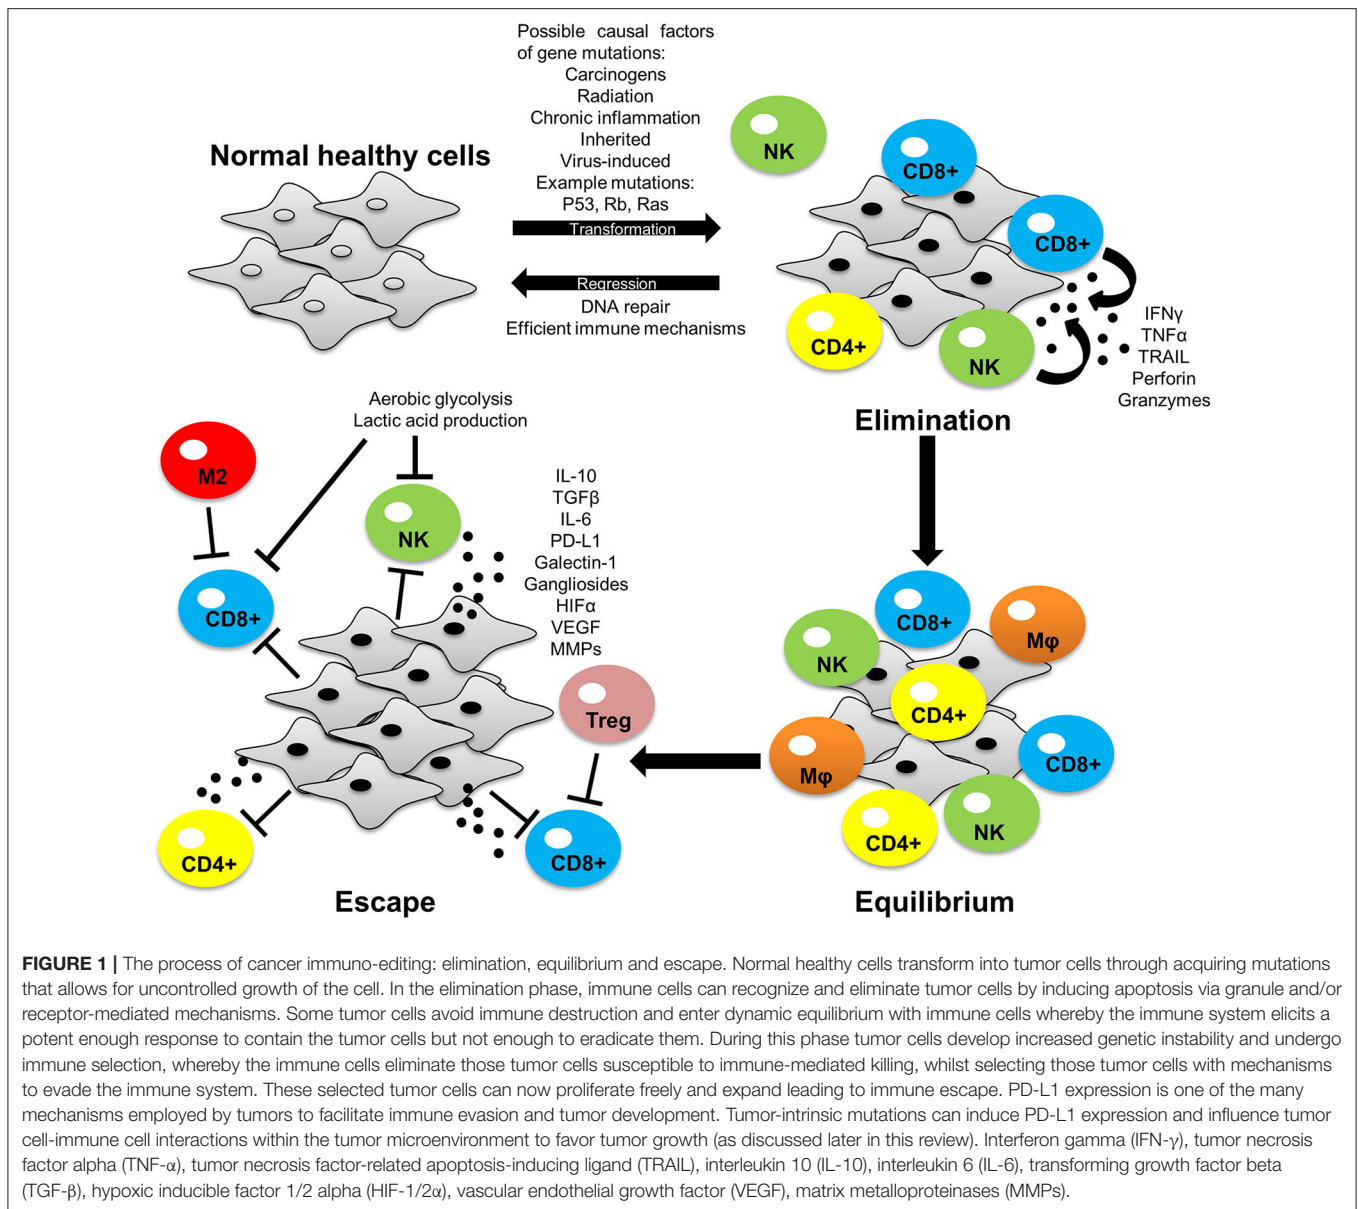 Possible causal factors
of gene mutations:
Carcinogens
Radiation
Chronic inflammation
Inherited
Virus-induced
Example mutations:
P53, Rb, Ras
Transformation
Normal healthy cells
Regression
DNA repair
Efficient immune mechanisms
NK
CD8+
CD8+
CD4+
NK
IFNγ
TNFα
TRAIL
Perforin
Granzymes
Elimination
Aerobic glycolysis
Lactic acid production
M2
NK
CD8+
IL-10
TGFβ
IL-6
PD-L1
Galectin-1
Gangliosides
HIFα
VEGF
MMPs
Treg
CD4+
CD8+
Escape
CD8+
Mφ
NK
CD4+
Mφ
CD8+
CD4+
NK
Equilibrium
FIGURE 1 | The process of cancer immuno-editing: elimination, equilibrium and escape. Normal healthy cells transform into tumor cells through acquiring mutations
that allows for uncontrolled growth of the cell. In the elimination phase, immune cells can recognize and eliminate tumor cells by inducing apoptosis via granule and/or
receptor-mediated mechanisms. Some tumor cells avoid immune destruction and enter dynamic equilibrium with immune cells whereby the immune system elicits a
potent enough response to contain the tumor cells but not enough to eradicate them. During this phase tumor cells develop increased genetic instability and undergo
immune selection, whereby the immune cells eliminate those tumor cells susceptible to immune-mediated killing, whilst selecting those tumor cells with mechanisms
to evade the immune system. These selected tumor cells can now proliferate freely and expand leading to immune escape. PD-L1 expression is one of the many
mechanisms employed by tumors to facilitate immune evasion and tumor development. Tumor-intrinsic mutations can induce PD-L1 expression and influence tumor
cell-immune cell interactions within the tumor microenvironment to favor tumor growth (as discussed later in this review). Interferon gamma (IFN-γ), tumor necrosis
factor alpha (TNF-α), tumor necrosis factor-related apoptosis-inducing ligand (TRAIL), interleukin 10 (IL-10), interleukin 6 (IL-6), transforming growth factor beta
(TGF-β), hypoxic inducible factor 1/2 alpha (HIF-1/2α), vascular endothelial growth factor (VEGF), matrix metalloproteinases (MMPs).